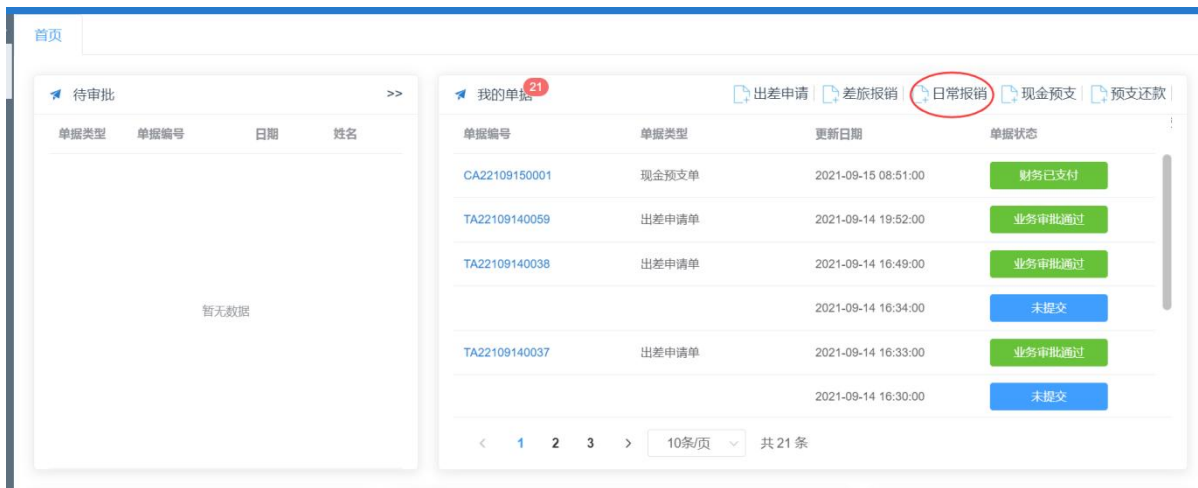 首页
待审批 >>
单据类型 单据编号 日期 姓名
暂无数据
我的单据 21 出差申请 差旅报销 日常报销 现金预支 预支还款
单据编号 单据类型 更新日期 单据状态
CA22109150001 现金预支单 2021-09-15 08:51:00 财务已支付
TA22109140059 出差申请单 2021-09-14 19:52:00 业务审批通过
TA22109140038 出差申请单 2021-09-14 16:49:00 业务审批通过
2021-09-14 16:34:00 未提交
TA22109140037 出差申请单 2021-09-14 16:33:00 业务审批通过
2021-09-14 16:30:00 未提交
< 1 2 3 > 10条/页 共 21 条